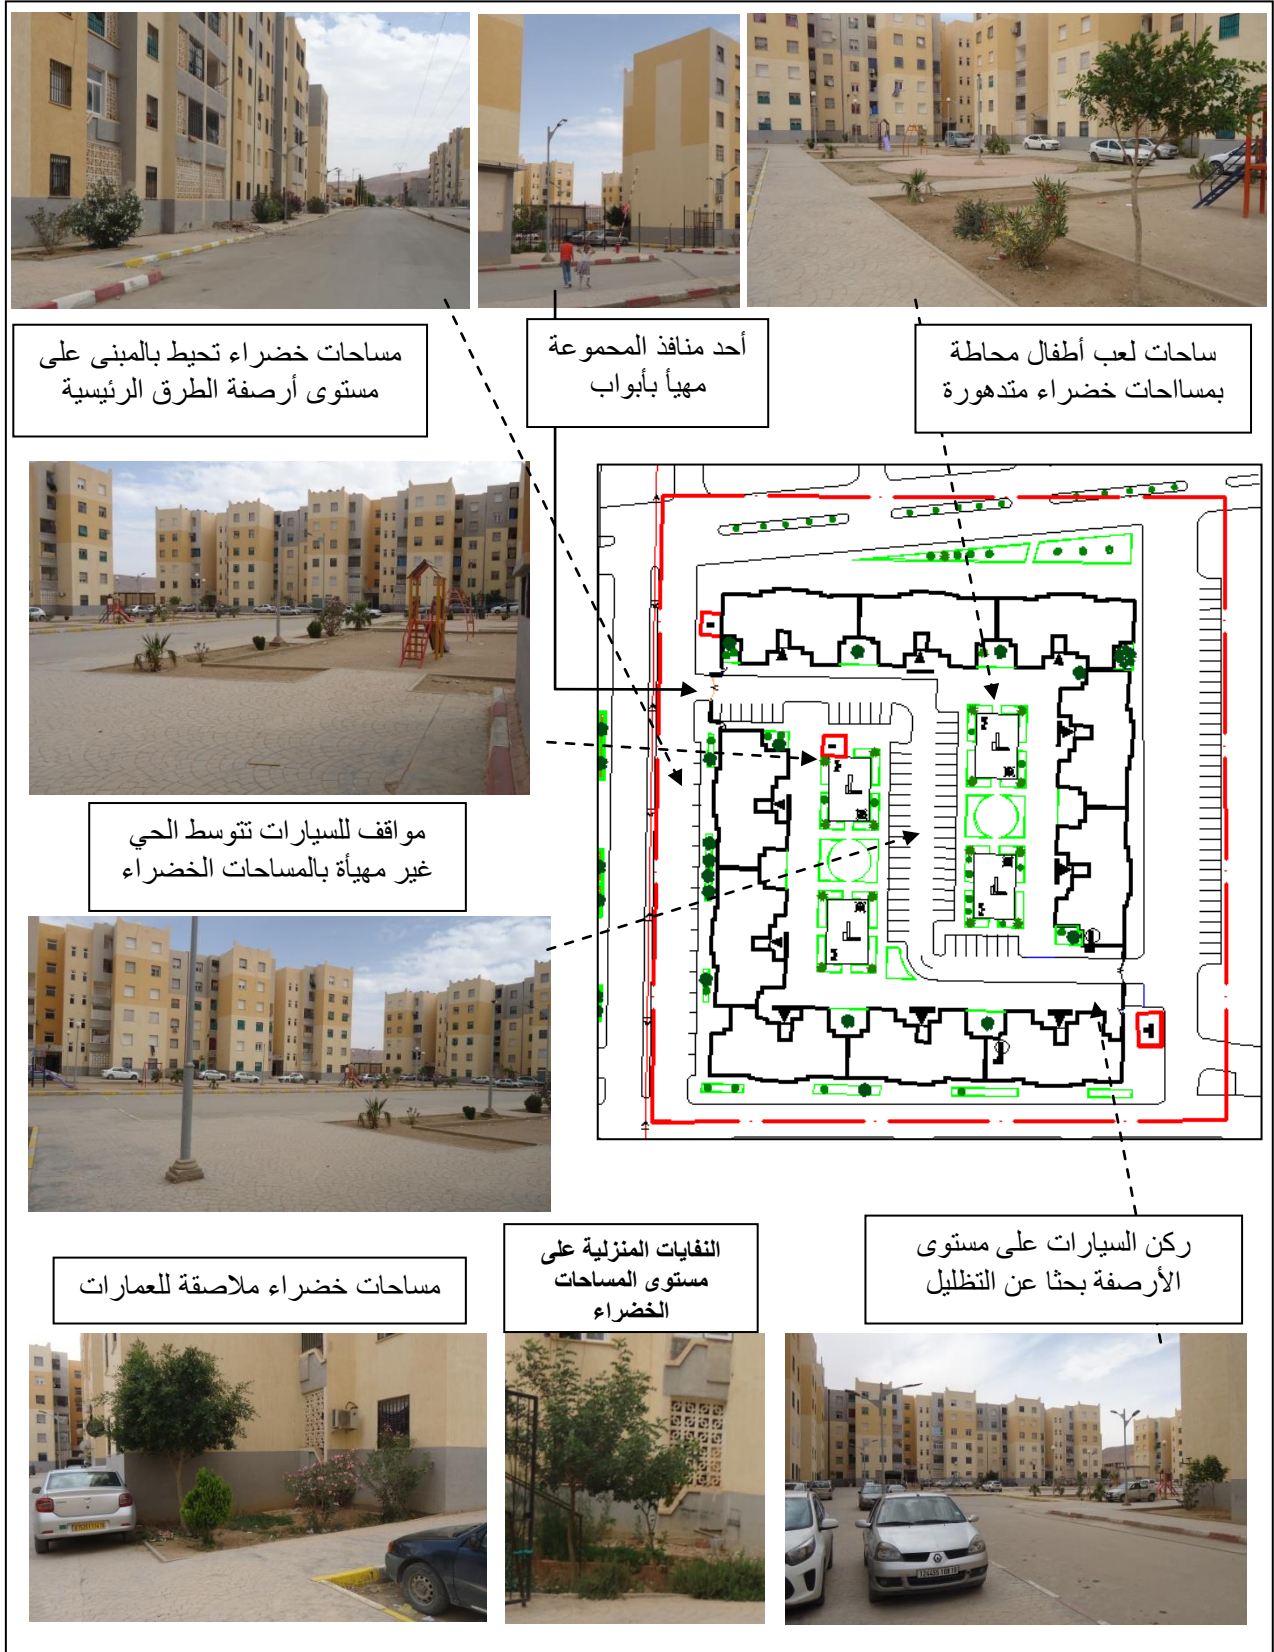 ساحات لعب أطفال محاطة
بمسااحات خضراء متدهورة
أحد منافذ المحموعة
مهيأ بأبواب
مساحات خضراء تحيط بالمبنى على
مستوى أرصفة الطرق الرئيسية
مواقف للسيارات تتوسط الحي
غير مهيأة بالمساحات الخضراء
ركن السيارات على مستوى
الأرصفة بحثا عن التظليل
النفايات المنزلية على
مستوى المساحات
الخضراء
مساحات خضراء ملاصقة للعمارات